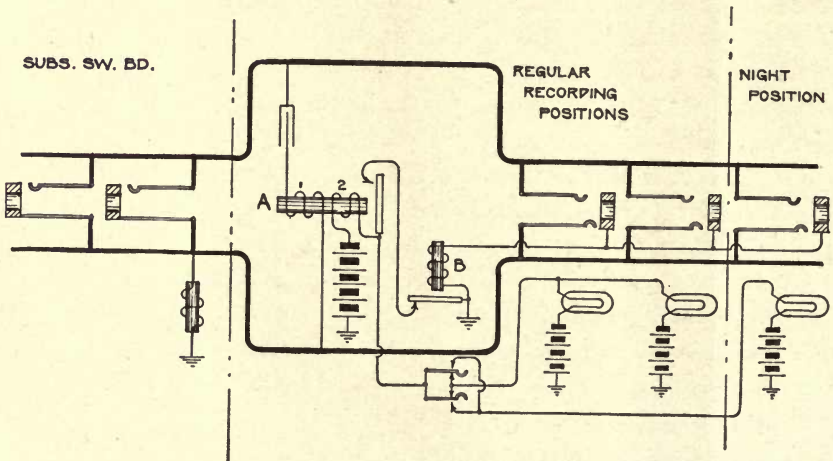 SUBS. SW. BD.
REGULAR
RECORDING
POSITIONS
NIGHT
POSITION
A
1
2
B